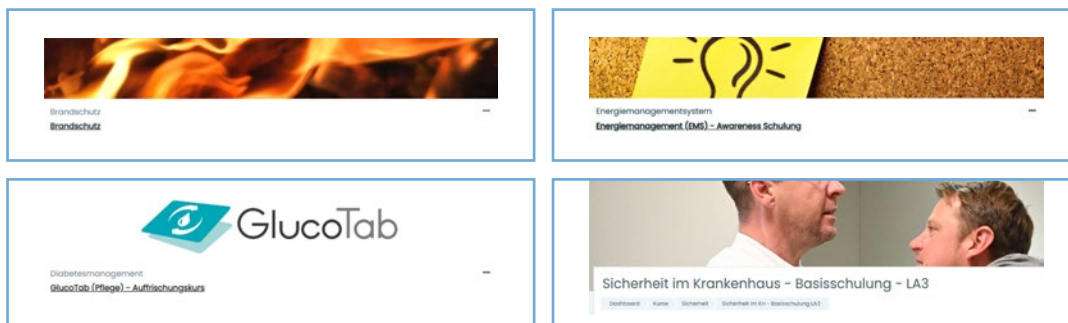 Brandschutz
Brandschutz
Energiemanagementsystem
Energiemanagement (EMS) - Awareness Schulung
GlucoTab
Diabetesmanagement
GlucoTab (Pflege) - Auffrischungskurs
Sicherheit im Krankenhaus - Basisschulung - LA3
Dashboard Kurse Sicherheit Sicherheit im KH - Basisschulung LA3